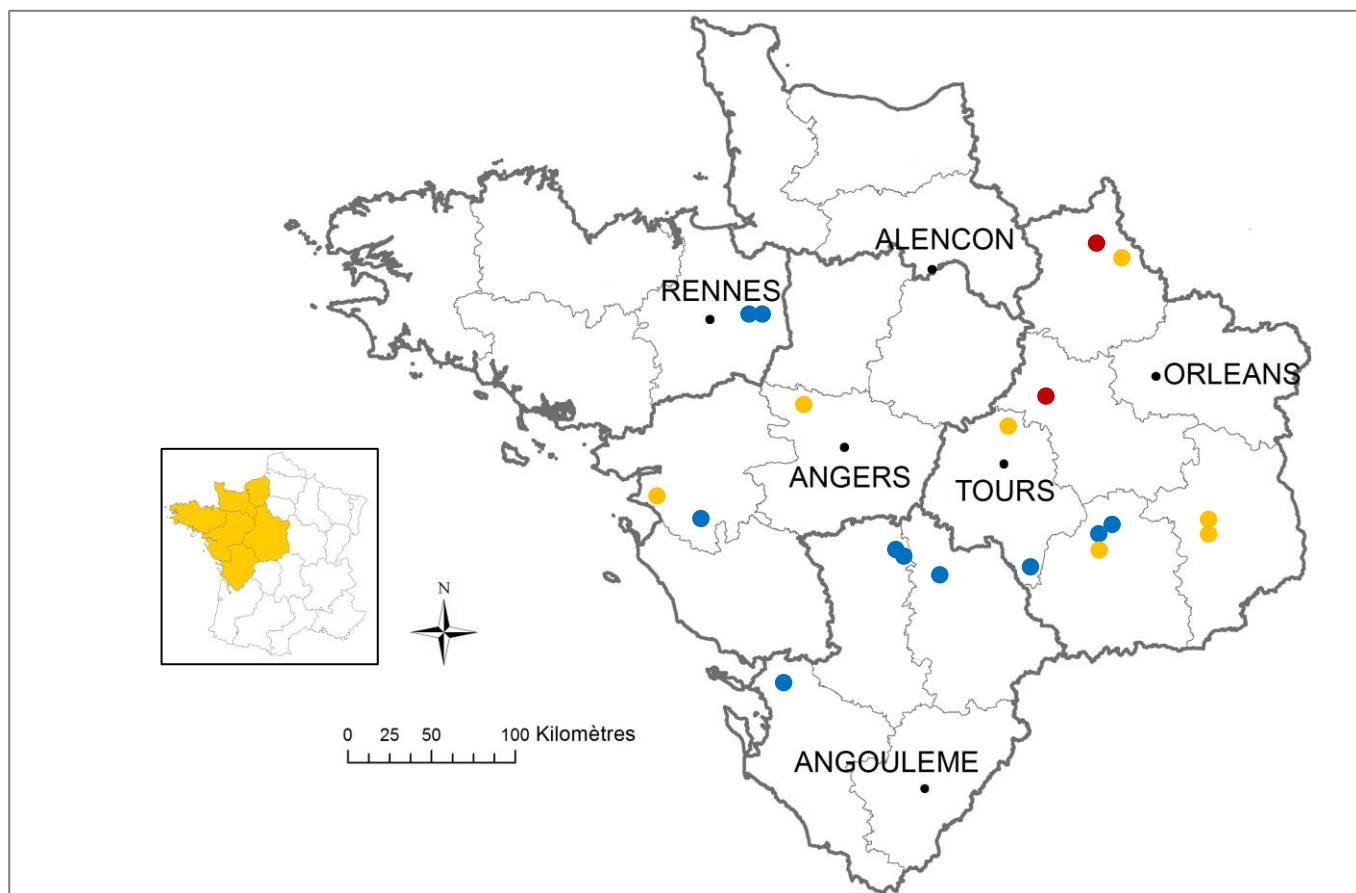 ALENCON
RENNES
ORLEANS
ANGERS
TOURS
N
0 25 50 100 Kilomètres
ANGOULEME